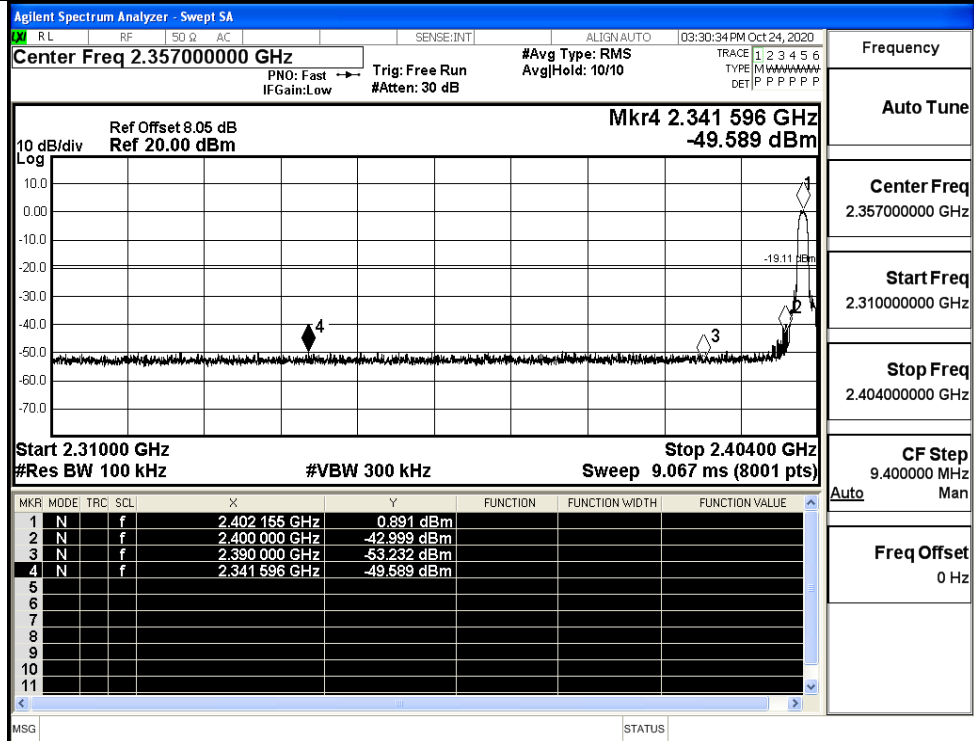 Agilent Spectrum Analyzer - Swept SA
LXI RL RF 50 Ω AC SENSE:INT ALIGN AUTO 03:30:34 PM Oct 24, 2020
Center Freq 2.357000000 GHz
PNO: Fast
IFGain:Low
Trig: Free Run
#Atten: 30 dB
#Avg Type: RMS
Avg|Hold: 10/10
TRACE 1 2 3 4 5 6
TYPE M WWWWW
DET P P P P P P
Frequency
Auto Tune
Center Freq
2.357000000 GHz
Start Freq
2.310000000 GHz
Stop Freq
2.404000000 GHz
CF Step
9.400000 MHz
Auto Man
Freq Offset
0 Hz
Mkr4 2.341 596 GHz
-49.589 dBm
Ref Offset 8.05 dB
10 dB/div Ref 20.00 dBm
Log
10.0
0.00
-10.0
-20.0
-30.0
-40.0
-50.0
-60.0
-70.0
1
-19.11 dBm
2
3
4
Start 2.31000 GHz Stop 2.40400 GHz
#Res BW 100 kHz #VBW 300 kHz Sweep 9.067 ms (8001 pts)
MKR MODE TRC SCL X Y FUNCTION FUNCTION WIDTH FUNCTION VALUE
1 N f 2.402 155 GHz 0.891 dBm
2 N f 2.400 000 GHz -42.999 dBm
3 N f 2.390 000 GHz -53.232 dBm
4 N f 2.341 596 GHz -49.589 dBm
5
6
7
8
9
10
11
MSG STATUS